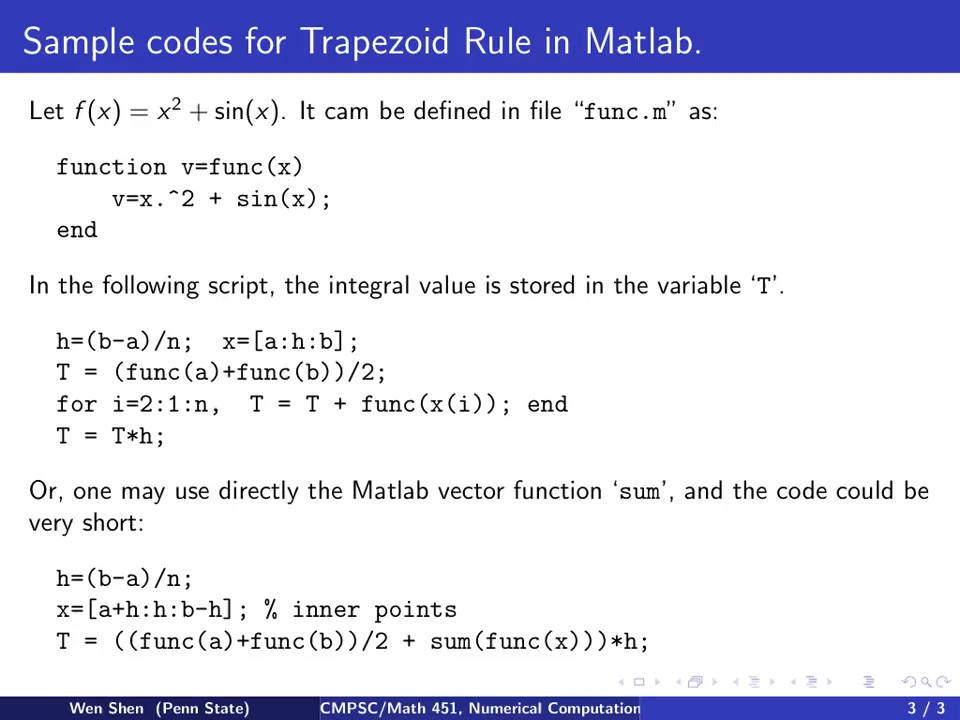 Sample codes for Trapezoid Rule in Matlab.
Let f(x) = x² + sin(x). It cam be defined in file “func.m” as:
function v=func(x)
v=x.^2 + sin(x);
end
In the following script, the integral value is stored in the variable ‘T’.
h=(b-a)/n; x=[a:h:b];
T = (func(a)+func(b))/2;
for i=2:1:n, T = T + func(x(i)); end
T = T*h;
Or, one may use directly the Matlab vector function ‘sum’, and the code could be
very short:
h=(b-a)/n;
x=[a+h:h:b-h]; % inner points
T = ((func(a)+func(b))/2 + sum(func(x)))*h;
Wen Shen (Penn State) CMPSC/Math 451, Numerical Computation 3 / 3